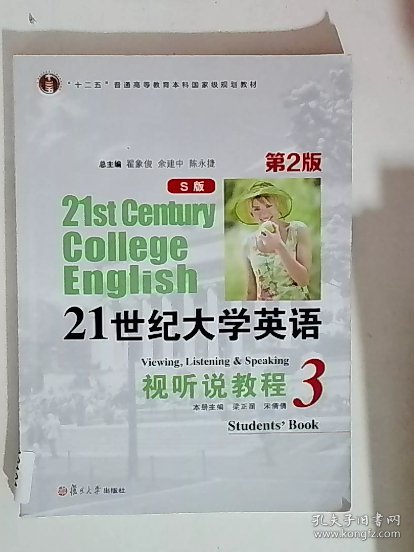 "十二五"普通高等教育本科国家级规划教材
总主编 翟象俊 余建中 陈永捷
第2版
S版
21st Century
College
English
21世纪大学英语
Viewing, Listening & Speaking
视听说教程 3
本册主编 梁正溜 宋倩倩
Students' Book
復旦大學出版社
孔夫子旧书网
www.kongfz.com